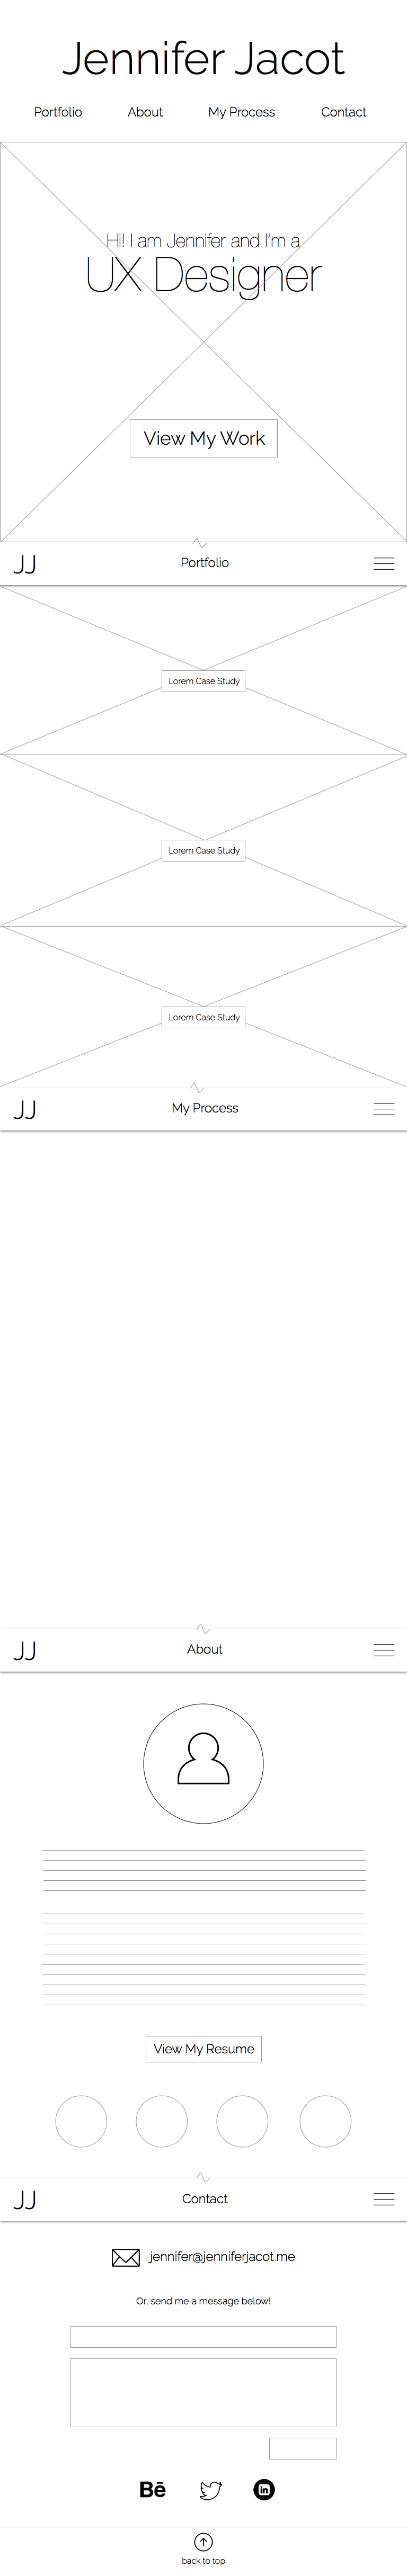 Jennifer Jacot
Portfolio About My Process Contact
Hi! I am Jennifer and I'm a
UX Designer
View My Work
JJ Portfolio
Lorem Case Study
Lorem Case Study
Lorem Case Study
JJ My Process
JJ About
View My Resume
JJ Contact
jennifer@jenniferjacot.me
Or, send me a message below!
Bē in
back to top